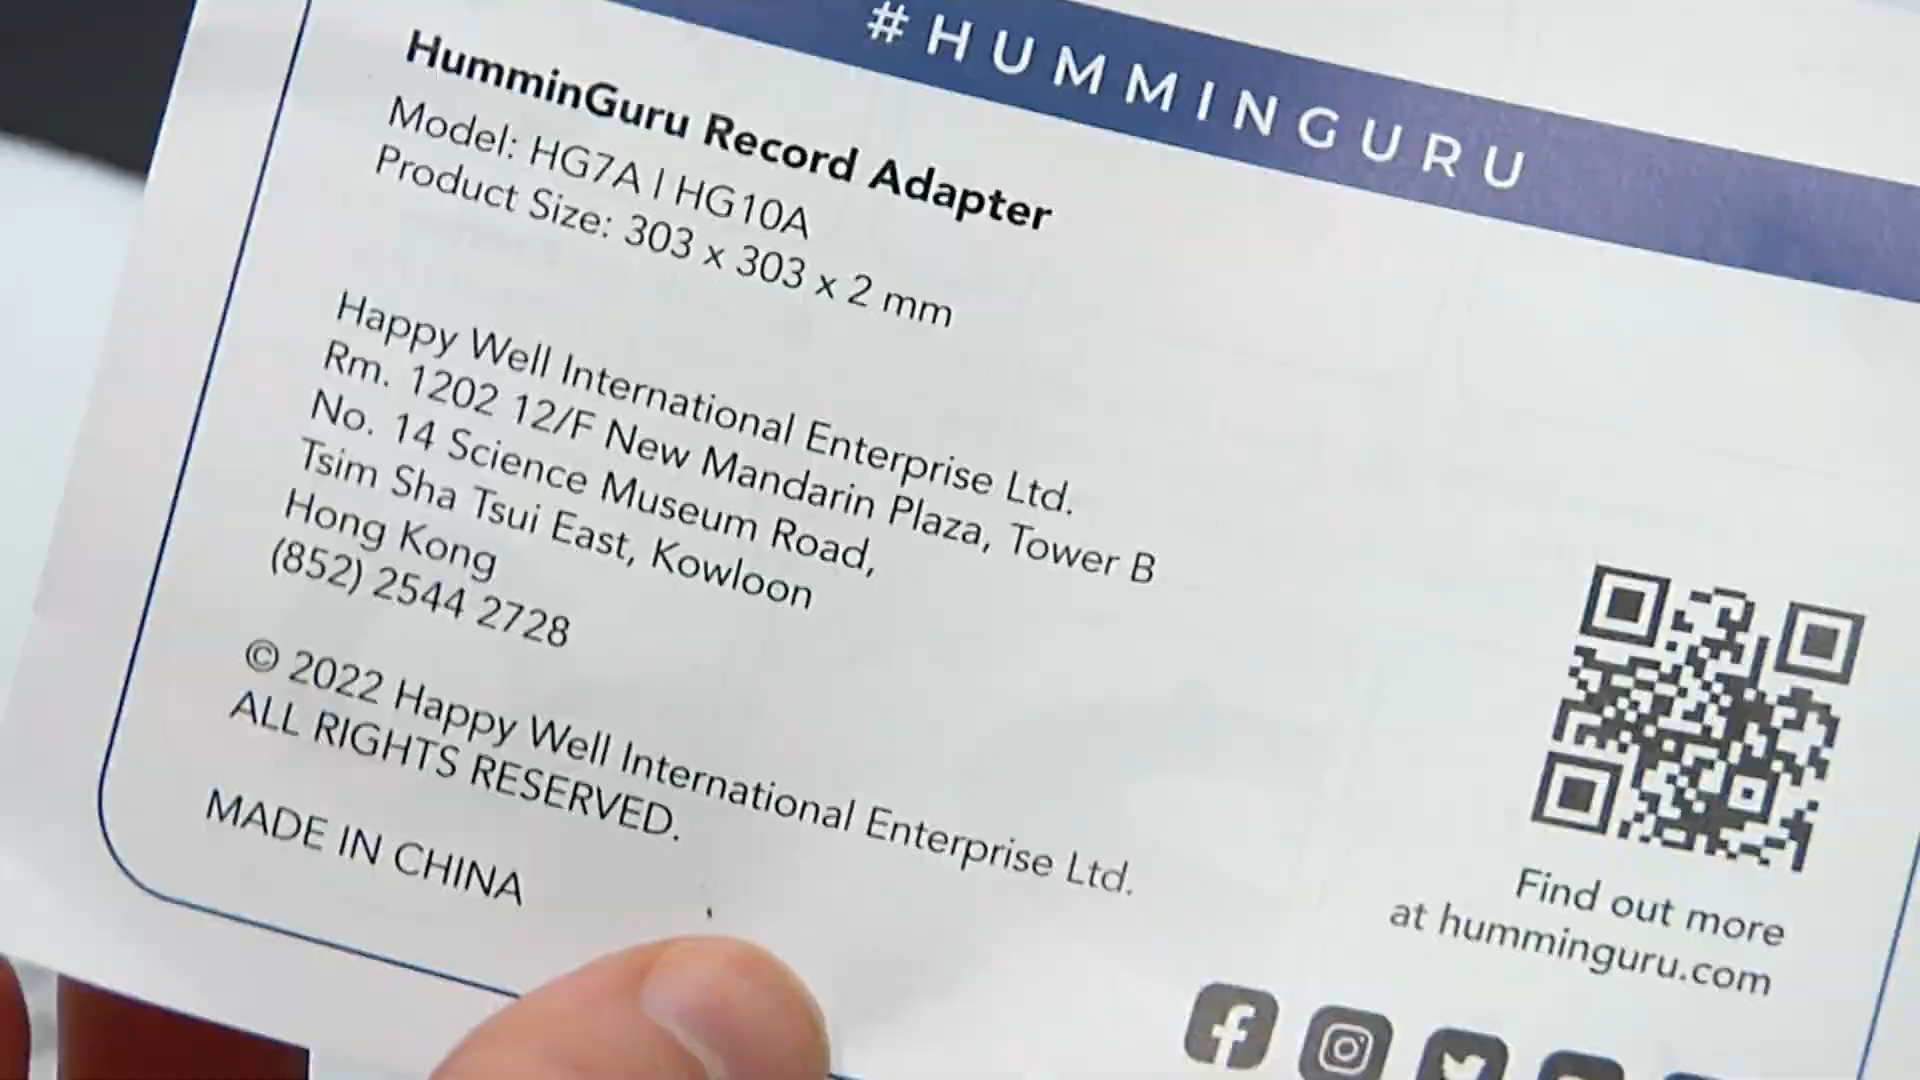 #HUMMINGURU
HumminGuru Record Adapter
Model: HG7A | HG10A
Product Size: 303 x 303 x 2 mm
Happy Well International Enterprise Ltd.
Rm. 1202 12/F New Mandarin Plaza, Tower B
No. 14 Science Museum Road,
Tsim Sha Tsui East, Kowloon
Hong Kong
(852) 2544 2728
© 2022 Happy Well International Enterprise Ltd.
ALL RIGHTS RESERVED.
MADE IN CHINA
Find out more
at humminguru.com